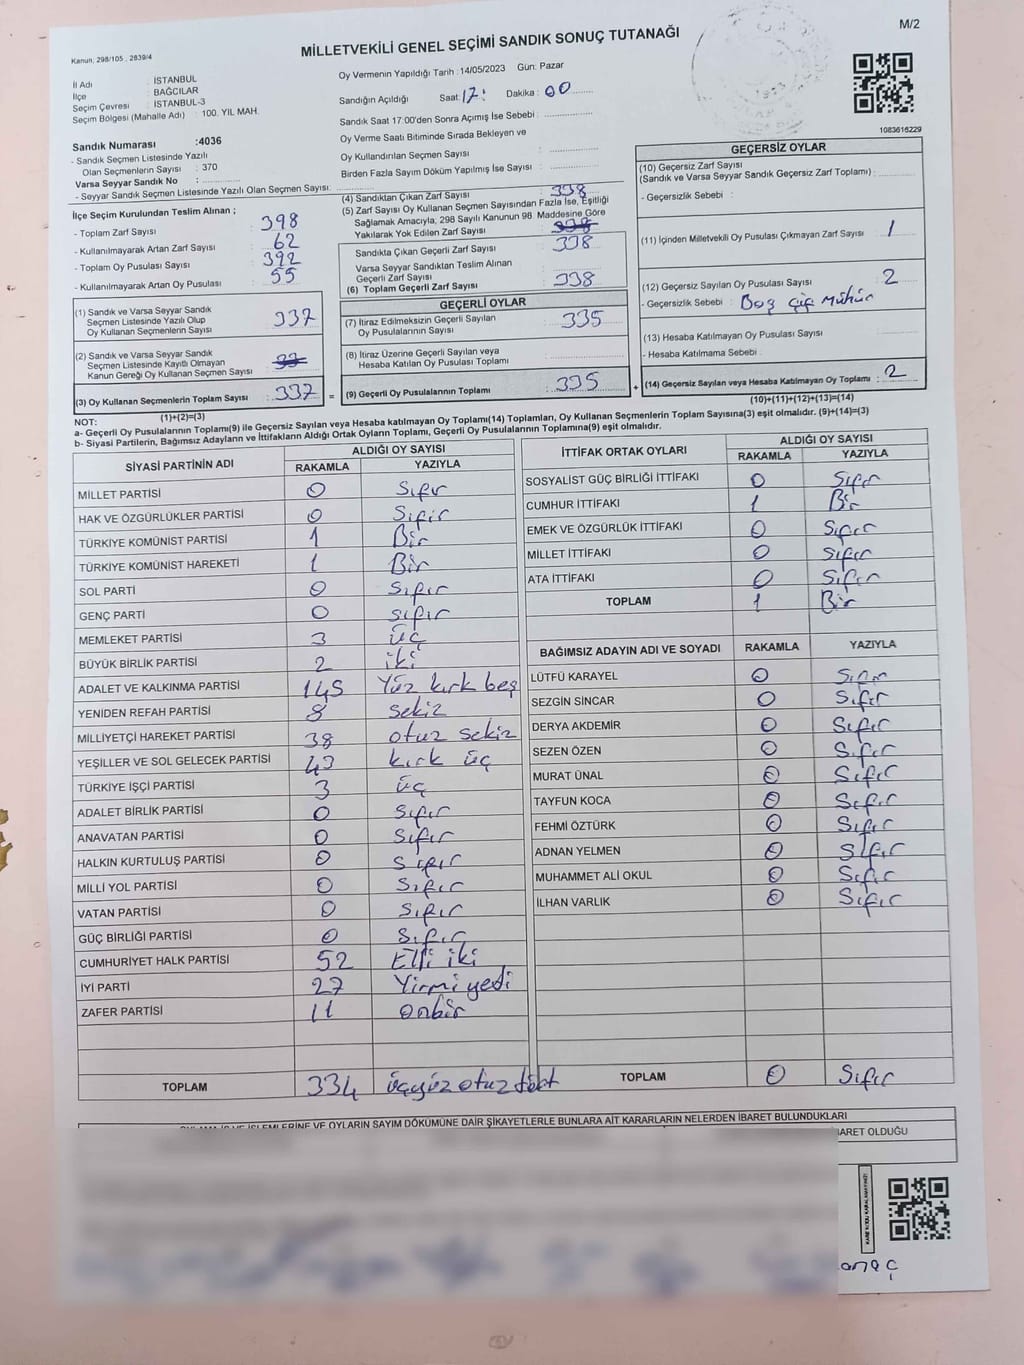 M/2
Kanun; 298/105 , 2839/4
MİLLETVEKİLİ GENEL SEÇİMİ SANDIK SONUÇ TUTANAĞI
İl Adı : İSTANBUL
İlçe : BAĞCILAR
Seçim Çevresi : İSTANBUL-3
Seçim Bölgesi (Mahalle Adı) : 100. YIL MAH.
Oy Vermenin Yapıldığı Tarih :14/05/2023 Gün: Pazar
Sandığın Açıldığı Saat: 17: Dakika : 00
Sandık Saat 17:00'den Sonra Açımış İse Sebebi :
Oy Verme Saati Bitiminde Sırada Bekleyen ve
Oy Kullandırılan Seçmen Sayısı :
Birden Fazla Sayım Döküm Yapılmış İse Sayısı :
1083616229
Sandık Numarası :4036
- Sandık Seçmen Listesinde Yazılı
Olan Seçmenlerin Sayısı : 370
Varsa Seyyar Sandık No :
- Seyyar Sandık Seçmen Listesinde Yazılı Olan Seçmen Sayısı:
İlçe Seçim Kurulundan Teslim Alınan ;
- Toplam Zarf Sayısı 398
- Kullanılmayarak Artan Zarf Sayısı 62
- Toplam Oy Pusulası Sayısı 392
- Kullanılmayarak Artan Oy Pusulası 55
(1) Sandık ve Varsa Seyyar Sandık
Seçmen Listesinde Yazılı Olup
Oy Kullanan Seçmenlerin Sayısı : 337
(2) Sandık ve Varsa Seyyar Sandık
Seçmen Listesinde Kayıtlı Olmayan
Kanun Gereği Oy Kullanan Seçmen Sayısı :
(3) Oy Kullanan Seçmenlerin Toplam Sayısı : 337
(1)+(2)=(3)
(4) Sandıktan Çıkan Zarf Sayısı : 338
(5) Zarf Sayısı Oy Kullanan Seçmen Sayısından Fazla İse, Eşitliği
Sağlamak Amacıyla, 298 Sayılı Kanunun 98 Maddesine Göre
Yakılarak Yok Edilen Zarf Sayısı :
Sandıkta Çıkan Geçerli Zarf Sayısı : 338
Varsa Seyyar Sandıktan Teslim Alınan
Geçerli Zarf Sayısı :
(6) Toplam Geçerli Zarf Sayısı : 338
GEÇERLİ OYLAR
(7) İtiraz Edilmeksizin Geçerli Sayılan
Oy Pusulalarının Sayısı : 335
(8) İtiraz Üzerine Geçerli Sayılan veya
Hesaba Katılan Oy Pusulası Toplamı :
= (9) Geçerli Oy Pusulalarının Toplamı : 335 +
GEÇERSİZ OYLAR
(10) Geçersiz Zarf Sayısı
(Sandık ve Varsa Seyyar Sandık Geçersiz Zarf Toplamı) :
- Geçersizlik Sebebi :
(11) İçinden Milletvekili Oy Pusulası Çıkmayan Zarf Sayısı : 1
(12) Geçersiz Sayılan Oy Pusulası Sayısı : 2
- Geçersizlik Sebebi : Boş çift mühür
(13) Hesaba Katılmayan Oy Pusulası Sayısı :
- Hesaba Katılmama Sebebi :
(14) Geçersiz Sayılan veya Hesaba Katılmayan Oy Toplamı : 2
(10)+(11)+(12)+(13)=(14)
NOT:
a- Geçerli Oy Pusulalarının Toplamı(9) ile Geçersiz Sayılan veya Hesaba katılmayan Oy Toplamı(14) Toplamları, Oy Kullanan Seçmenlerin Toplam Sayısına(3) eşit olmalıdır. (9)+(14)=(3)
b- Siyasi Partilerin, Bağımsız Adayların ve İttifakların Aldığı Ortak Oyların Toplamı, Geçerli Oy Pusulalarının Toplamına(9) eşit olmalıdır.
SİYASİ PARTİNİN ADI ALDIĞI OY SAYISI
RAKAMLA YAZIYLA
MİLLET PARTİSİ 0 Sıfır
HAK VE ÖZGÜRLÜKLER PARTİSİ 0 Sıfır
TÜRKİYE KOMÜNİST PARTİSİ 1 Bir
TÜRKİYE KOMÜNİST HAREKETİ 1 Bir
SOL PARTİ 0 Sıfır
GENÇ PARTİ 0 sıfır
MEMLEKET PARTİSİ 3 üç
BÜYÜK BİRLİK PARTİSİ 2 iki
ADALET VE KALKINMA PARTİSİ 145 Yüz kırk beş
YENİDEN REFAH PARTİSİ 8 sekiz
MİLLİYETÇİ HAREKET PARTİSİ 38 otuz sekiz
YEŞİLLER VE SOL GELECEK PARTİSİ 43 kırk üç
TÜRKİYE İŞÇİ PARTİSİ 3 üç
ADALET BİRLİK PARTİSİ 0 Sıfır
ANAVATAN PARTİSİ 0 Sıfır
HALKIN KURTULUŞ PARTİSİ 0 Sıfır
MİLLİ YOL PARTİSİ 0 Sıfır
VATAN PARTİSİ 0 Sıfır
GÜÇ BİRLİĞİ PARTİSİ 0 Sıfır
CUMHURİYET HALK PARTİSİ 52 Elli iki
İYİ PARTİ 27 Yirmi yedi
ZAFER PARTİSİ 11 onbir
TOPLAM 334 üçyüz otuz dört
İTTİFAK ORTAK OYLARI ALDIĞI OY SAYISI
RAKAMLA YAZIYLA
SOSYALİST GÜÇ BİRLİĞİ İTTİFAKI 0 Sıfır
CUMHUR İTTİFAKI 1 Bir
EMEK VE ÖZGÜRLÜK İTTİFAKI 0 Sıfır
MİLLET İTTİFAKI 0 Sıfır
ATA İTTİFAKI 0 Sıfır
TOPLAM 1 Bir
BAĞIMSIZ ADAYIN ADI VE SOYADI RAKAMLA YAZIYLA
LÜTFÜ KARAYEL 0 Sıfır
SEZGİN SİNCAR 0 Sıfır
DERYA AKDEMİR 0 Sıfır
SEZEN ÖZEN 0 Sıfır
MURAT ÜNAL 0 Sıfır
TAYFUN KOCA 0 Sıfır
FEHMİ ÖZTÜRK 0 Sıfır
ADNAN YELMEN 0 Sıfır
MUHAMMET ALİ OKUL 0 Sıfır
İLHAN VARLIK 0 Sıfır
TOPLAM 0 Sıfır
VE OYLARIN SAYIM DÖKÜMÜNE DAİR ŞİKAYETLERLE BUNLARA AİT KARARLARIN NELERDEN İBARET BULUNDUKLARI
OLDUĞU